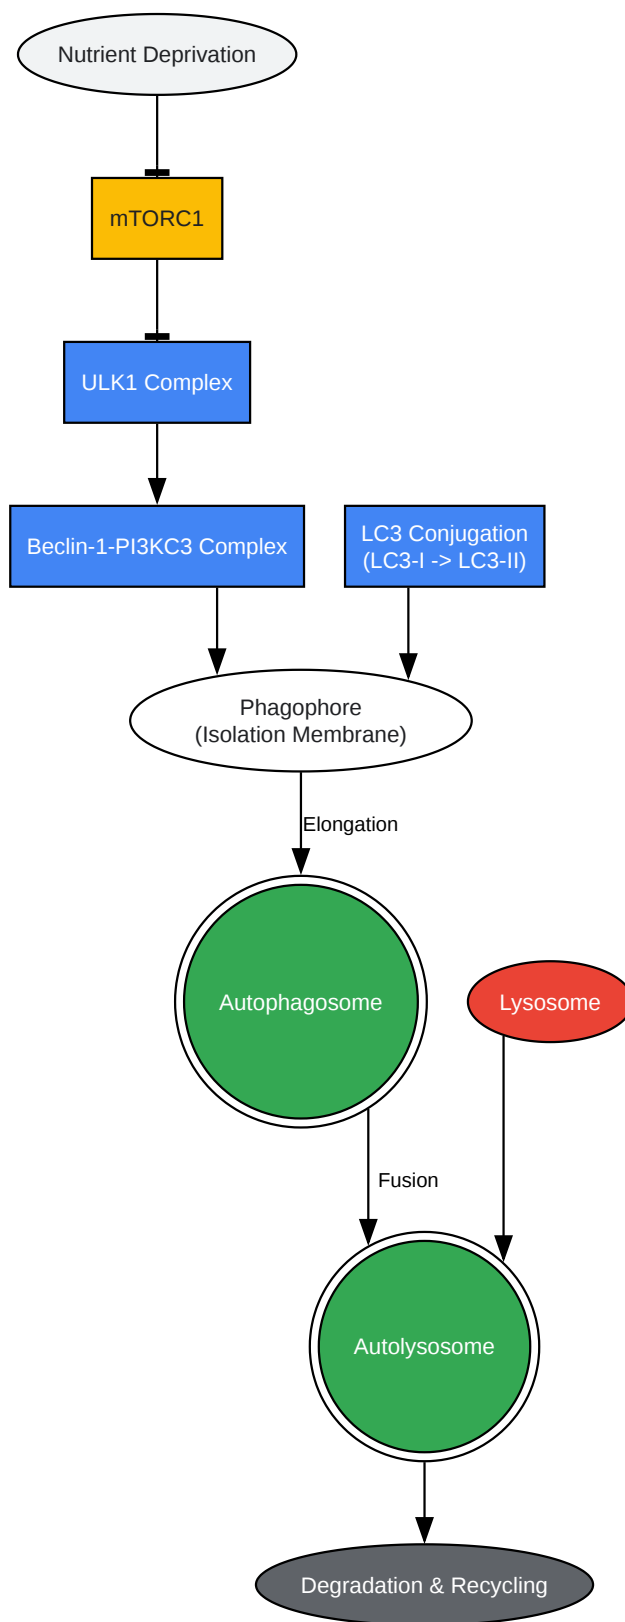 Nutrient Deprivation
mTORC1
ULK1 Complex
Beclin-1-PI3KC3 Complex
LC3 Conjugation
(LC3-I -> LC3-II)
Phagophore
(Isolation Membrane)
Elongation
Autophagosome
Lysosome
Fusion
Autolysosome
Degradation & Recycling